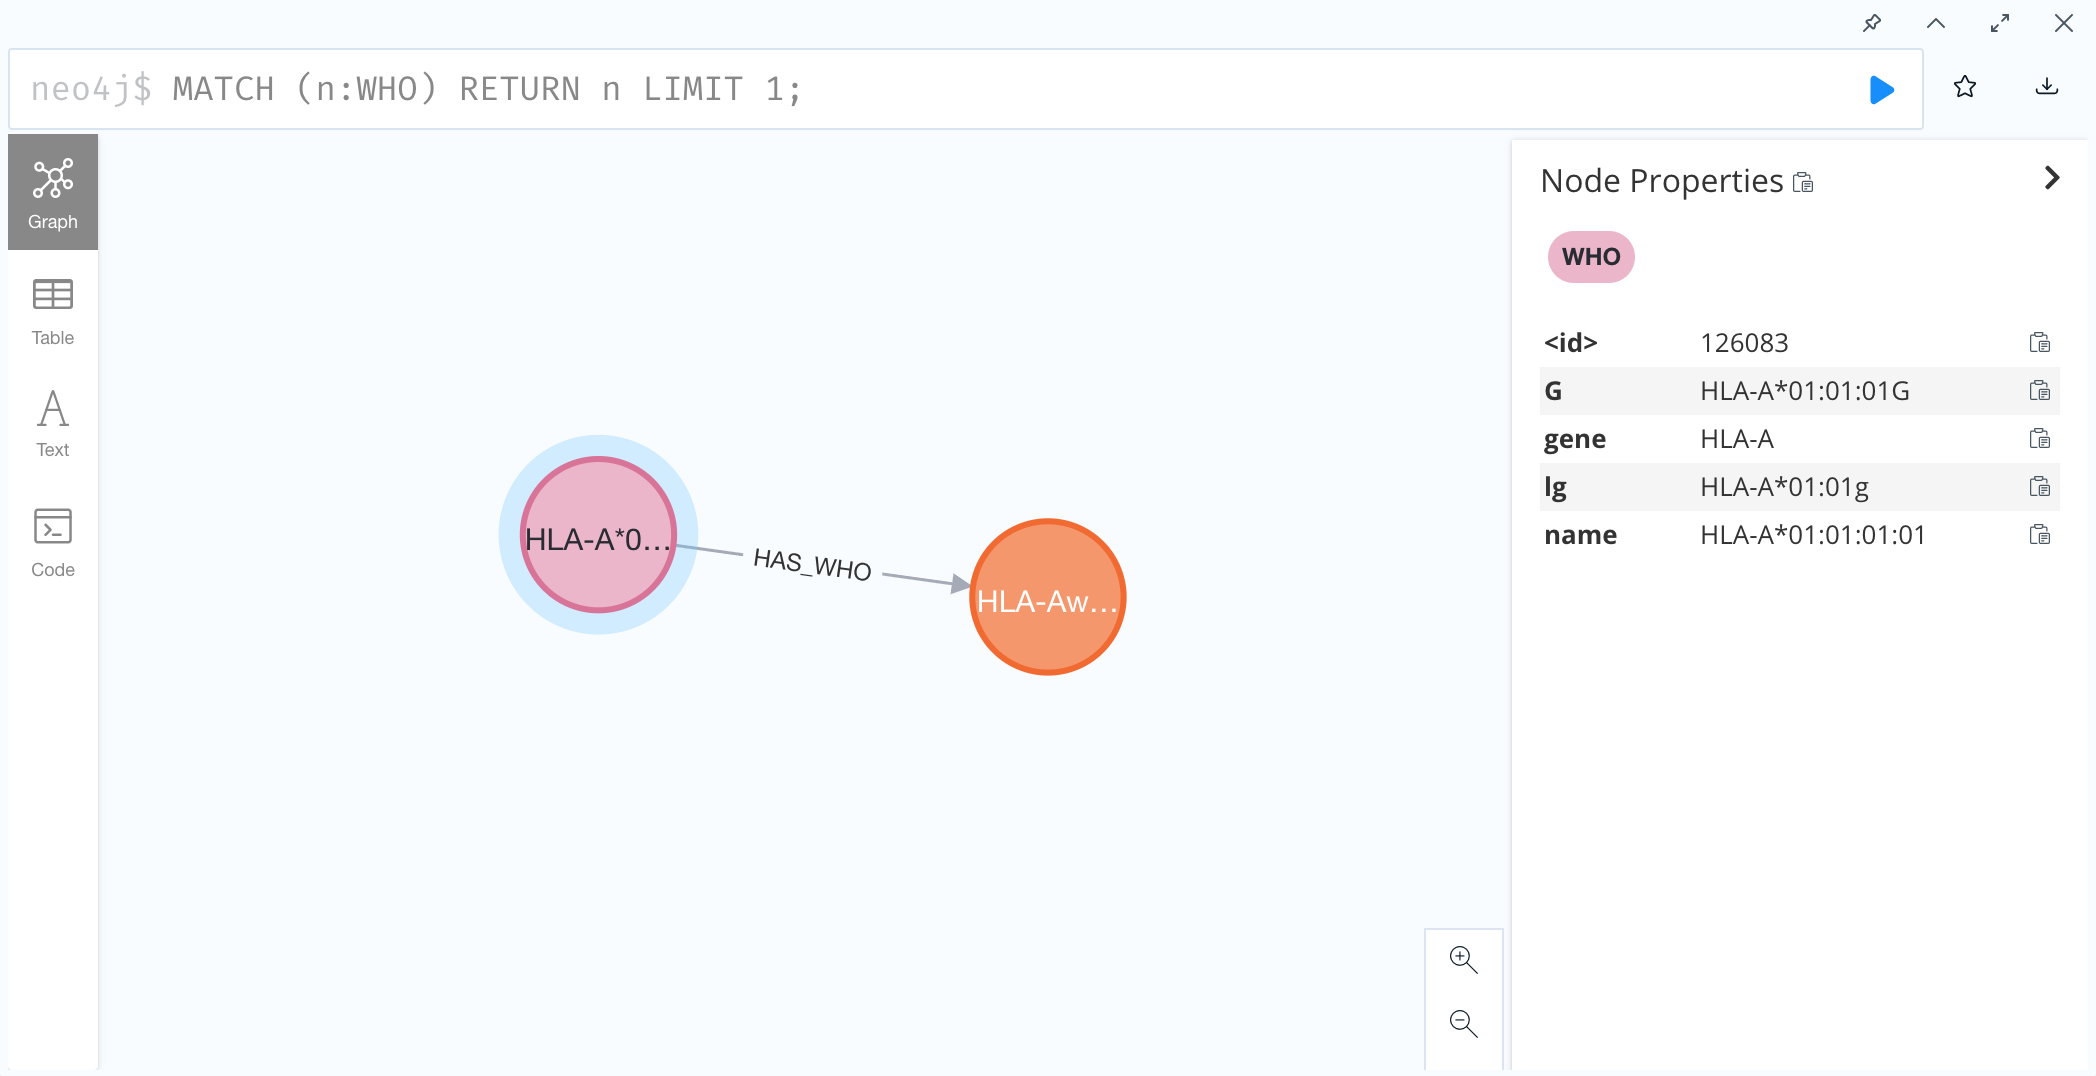 neo4j$ MATCH (n:WHO) RETURN n LIMIT 1;
Graph
Table
Text
Code
HLA-A*0...
HAS_WHO
HLA-Aw...
Node Properties
WHO
<id> 126083
G HLA-A*01:01:01G
gene HLA-A
lg HLA-A*01:01g
name HLA-A*01:01:01:01